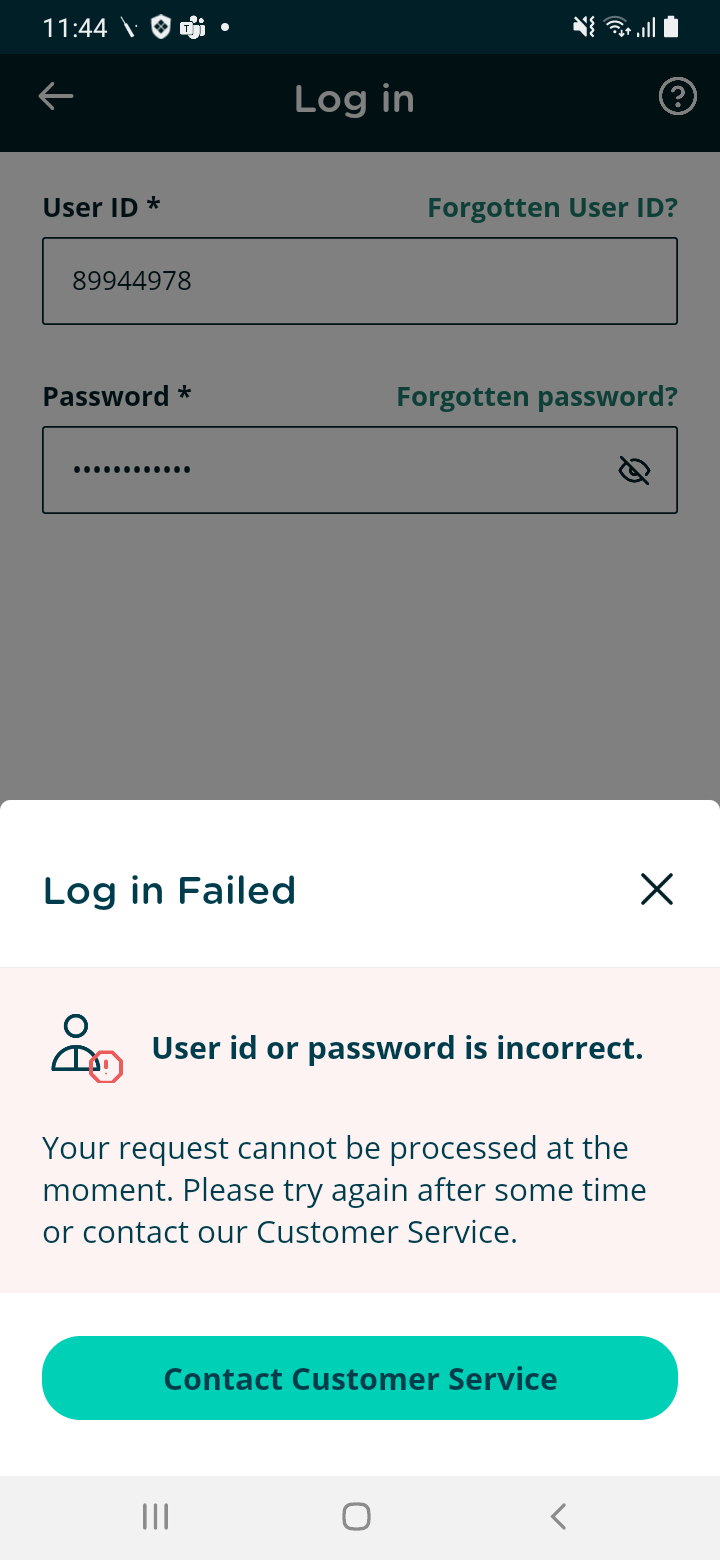 11:44
Log in
User ID * Forgotten User ID?
89944978
Password * Forgotten password?
••••••••••••
Log in Failed
User id or password is incorrect.
Your request cannot be processed at the
moment. Please try again after some time
or contact our Customer Service.
Contact Customer Service